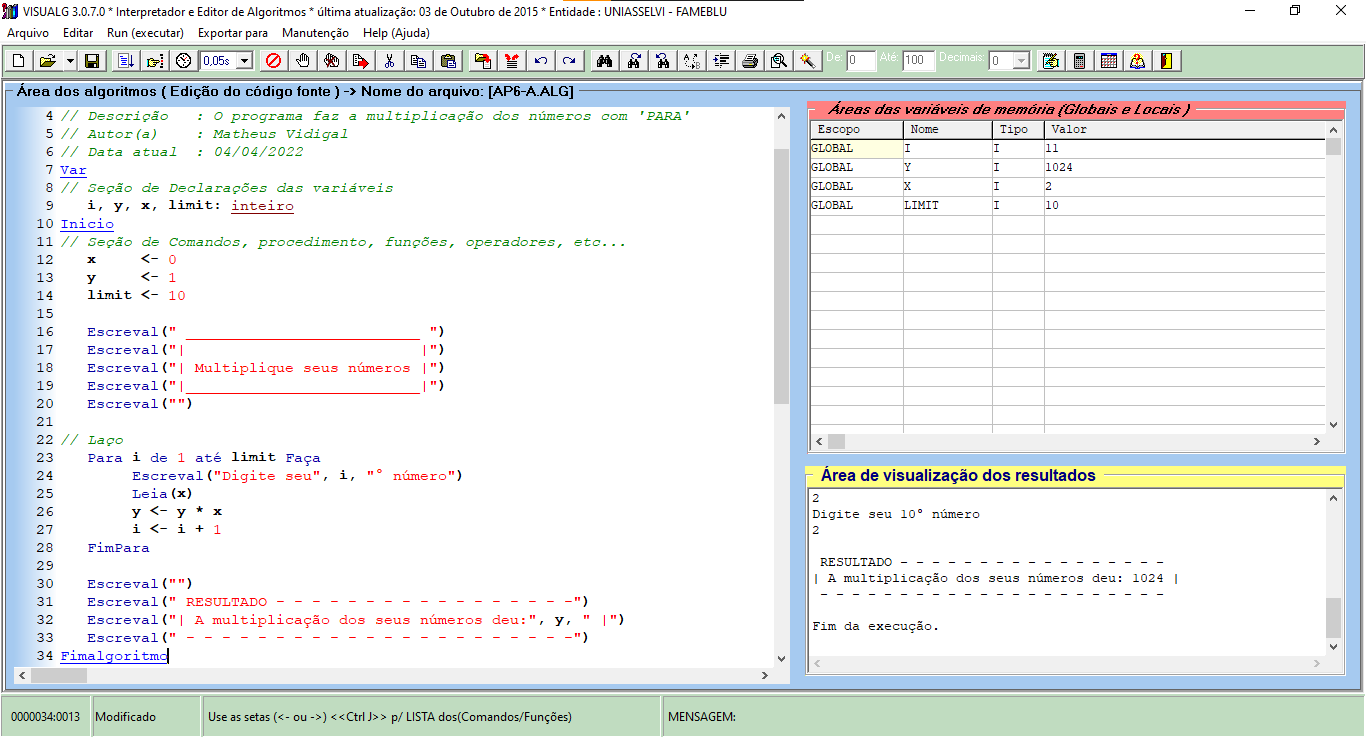 VISUALG 3.0.7.0 * Interpretador e Editor de Algoritmos * última atualização: 03 de Outubro de 2015 * Entidade : UNIASSELVI - FAMEBLU
Arquivo Editar Run (executar) Exportar para Manutenção Help (Ajuda)
0,05s De: 0 Até: 100 Decimais: 0
Área dos algoritmos ( Edição do código fonte ) -> Nome do arquivo: [AP6-A.ALG]
4 // Descrição   : O programa faz a multiplicação dos números com 'PARA'
5 // Autor(a)    : Matheus Vidigal
6 // Data atual  : 04/04/2022
7 Var
8 // Seção de Declarações das variáveis
9    i, y, x, limit: inteiro
10 Inicio
11 // Seção de Comandos, procedimento, funções, operadores, etc...
12    x     <- 0
13    y     <- 1
14    limit <- 10
15
16    Escreval(" __________________________ ")
17    Escreval("|                          |")
18    Escreval("| Multiplique seus números |")
19    Escreval("|__________________________|")
20    Escreval("")
21
22 // Laço
23    Para i de 1 até limit Faça
24         Escreval("Digite seu", i, "° número")
25         Leia(x)
26         y <- y * x
27         i <- i + 1
28    FimPara
29
30    Escreval("")
31    Escreval(" RESULTADO - - - - - - - - - - - - - - - - -")
32    Escreval("| A multiplicação dos seus números deu:", y, " |")
33    Escreval(" - - - - - - - - - - - - - - - - - - - - - -")
34 Fimalgoritmo
Áreas das variáveis de memória (Globais e Locais )
Escopo Nome Tipo Valor
GLOBAL I I 11
GLOBAL Y I 1024
GLOBAL X I 2
GLOBAL LIMIT I 10
Área de visualização dos resultados
2
Digite seu 10° número
2
RESULTADO - - - - - - - - - - - - - - - - -
| A multiplicação dos seus números deu: 1024 |
- - - - - - - - - - - - - - - - - - - - - -
Fim da execução.
0000034:0013 Modificado Use as setas (<- ou ->) <<Ctrl J>> p/ LISTA dos(Comandos/Funções) MENSAGEM: